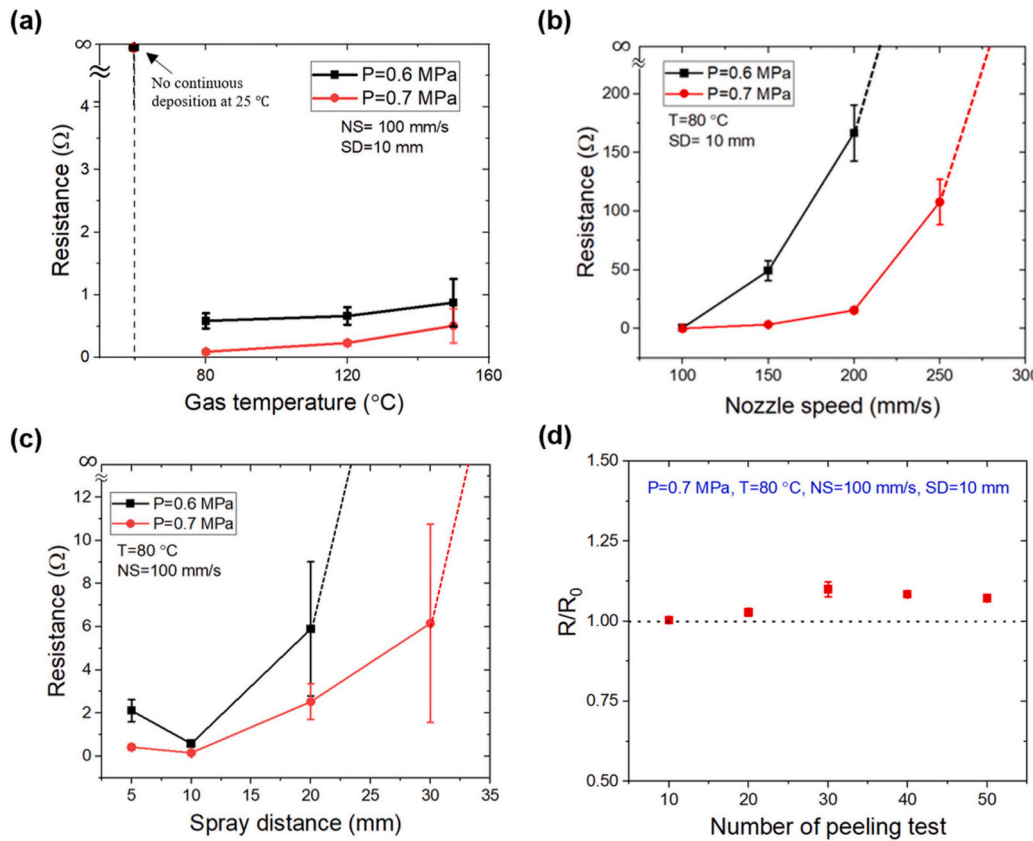 (a)
∞
4
3
2
1
0
Resistance (Ω)
No continuous
deposition at 25 °C
P=0.6 MPa
P=0.7 MPa
NS= 100 mm/s
SD=10 mm
80
120
160
Gas temperature (°C)
(b)
∞
200
150
100
50
0
Resistance (Ω)
P=0.6 MPa
P=0.7 MPa
T=80 °C
SD= 10 mm
100
150
200
250
300
Nozzle speed (mm/s)
(c)
∞
12
10
8
6
4
2
0
Resistance (Ω)
P=0.6 MPa
P=0.7 MPa
T=80 °C
NS=100 mm/s
5
10
15
20
25
30
35
Spray distance (mm)
(d)
1.50
1.25
1.00
0.75
0.50
R/R0
P=0.7 MPa, T=80 °C, NS=100 mm/s, SD=10 mm
10
20
30
40
50
Number of peeling test